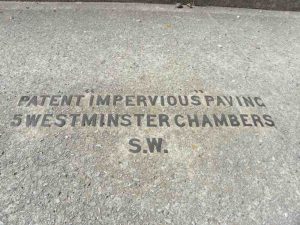 PATENT "IMPERVIOUS" PAVING
5 WESTMINSTER CHAMBERS
S.W.